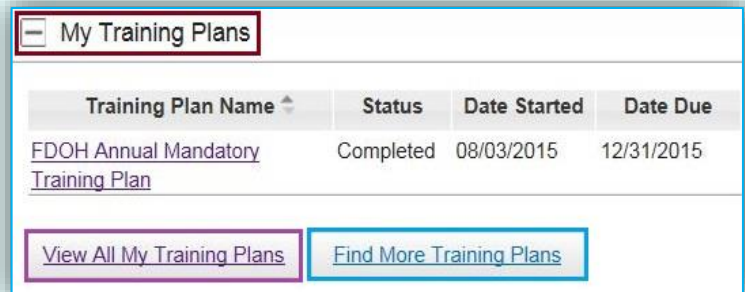 My Training Plans
Training Plan Name Status Date Started Date Due
FDOH Annual Mandatory Completed 08/03/2015 12/31/2015
Training Plan
View All My Training Plans Find More Training Plans